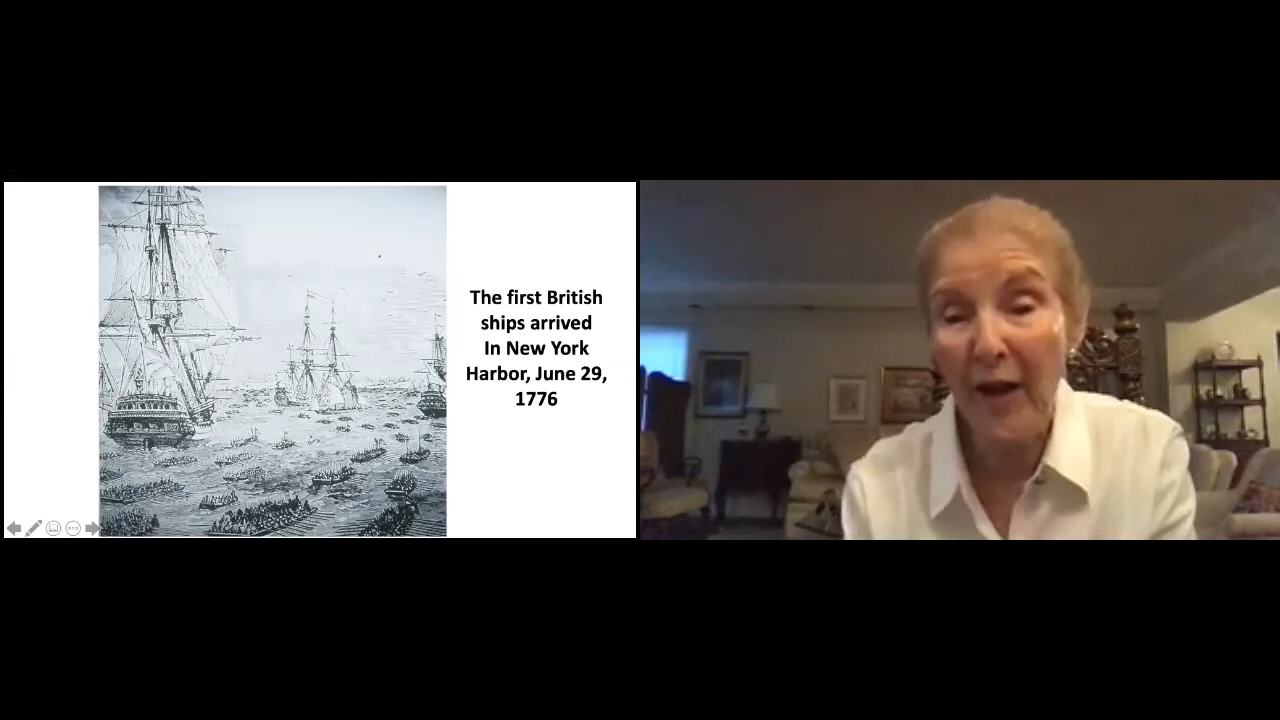 The first British
ships arrived
In New York
Harbor, June 29,
1776